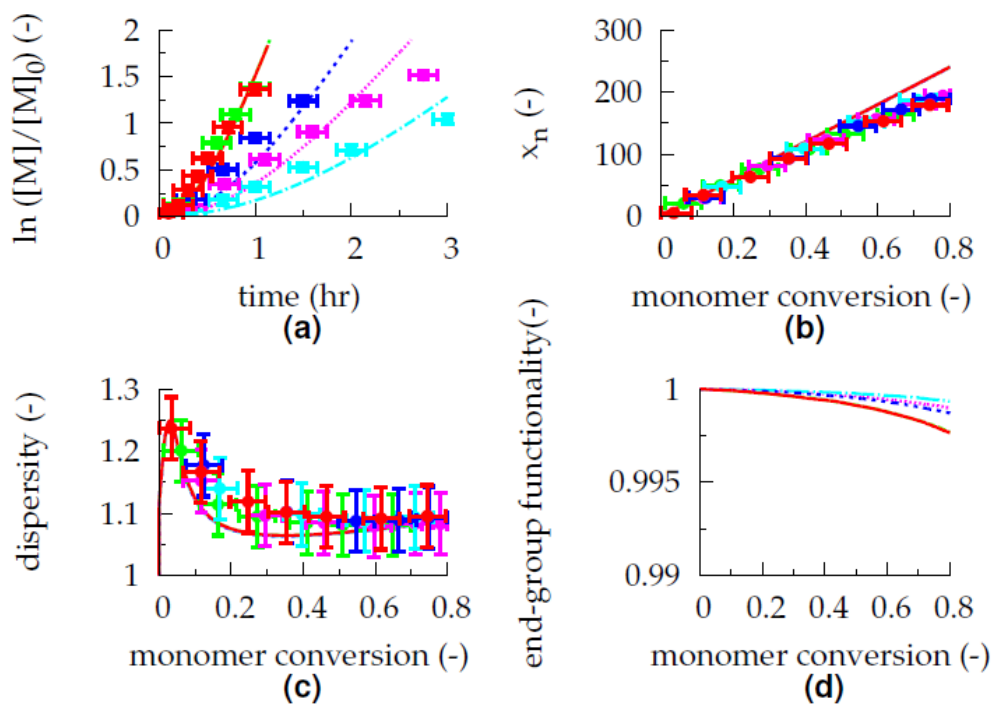 ln ([M]/[M]0) (-)
2
1.5
1
0.5
0
0 1 2 3
time (hr)
(a)
xn (-)
300
200
100
0
0 0.2 0.4 0.6 0.8
monomer conversion (-)
(b)
dispersity (-)
1.3
1.2
1.1
1
0 0.2 0.4 0.6 0.8
monomer conversion (-)
(c)
end-group functionality(-)
1
0.995
0.99
0 0.2 0.4 0.6 0.8
monomer conversion (-)
(d)